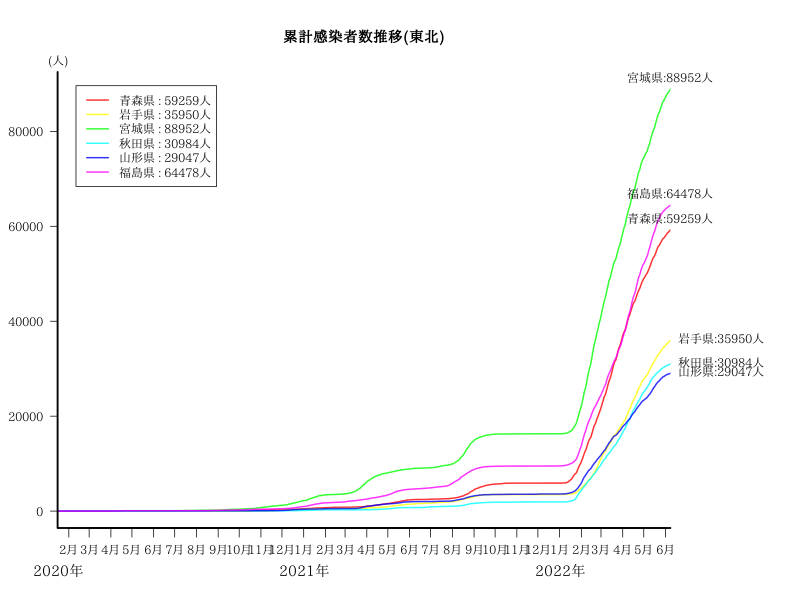 累計感染者数推移(東北)
(人)
青森県 : 59259人
岩手県 : 35950人
宮城県 : 88952人
秋田県 : 30984人
山形県 : 29047人
福島県 : 64478人
宮城県:88952人
福島県:64478人
青森県:59259人
岩手県:35950人
秋田県:30984人
山形県:29047人
80000
60000
40000
20000
0
2月 3月 4月 5月 6月 7月 8月 9月 10月 11月 12月 1月 2月 3月 4月 5月 6月 7月 8月 9月 10月 11月 12月 1月 2月 3月 4月 5月 6月
2020年 2021年 2022年